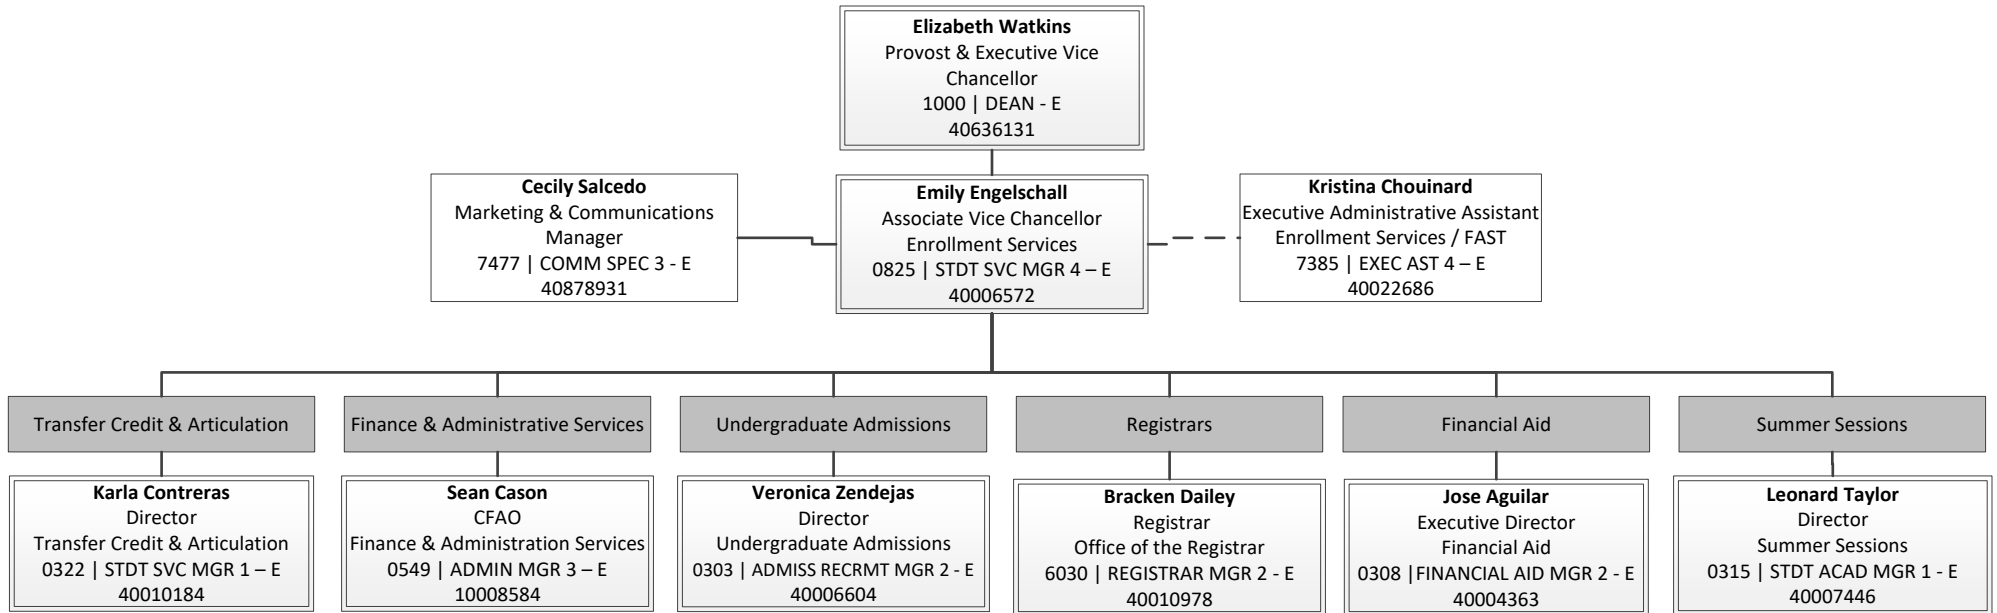 Elizabeth Watkins
Provost & Executive Vice
Chancellor
1000 | DEAN - E
40636131
Cecily Salcedo
Marketing & Communications
Manager
7477 | COMM SPEC 3 - E
40878931
Emily Engelschall
Associate Vice Chancellor
Enrollment Services
0825 | STDT SVC MGR 4 – E
40006572
Kristina Chouinard
Executive Administrative Assistant
Enrollment Services / FAST
7385 | EXEC AST 4 – E
40022686
Transfer Credit & Articulation
Finance & Administrative Services
Undergraduate Admissions
Registrars
Financial Aid
Summer Sessions
Karla Contreras
Director
Transfer Credit & Articulation
0322 | STDT SVC MGR 1 – E
40010184
Sean Cason
CFAO
Finance & Administration Services
0549 | ADMIN MGR 3 – E
10008584
Veronica Zendejas
Director
Undergraduate Admissions
0303 | ADMISS RECRMT MGR 2 - E
40006604
Bracken Dailey
Registrar
Office of the Registrar
6030 | REGISTRAR MGR 2 - E
40010978
Jose Aguilar
Executive Director
Financial Aid
0308 |FINANCIAL AID MGR 2 - E
40004363
Leonard Taylor
Director
Summer Sessions
0315 | STDT ACAD MGR 1 - E
40007446